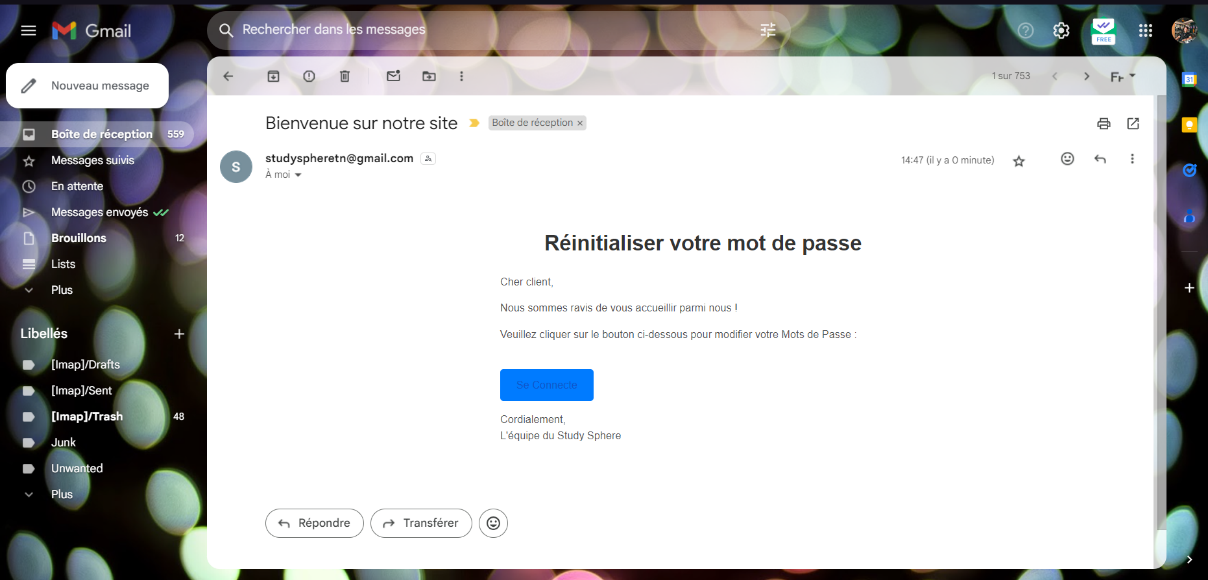 Gmail
Rechercher dans les messages
FREE
Nouveau message
1 sur 753
Fr
31
Boîte de réception 559
Messages suivis
En attente
Messages envoyés
Brouillons 12
Lists
Plus
Libellés
[Imap]/Drafts
[Imap]/Sent
[Imap]/Trash 48
Junk
Unwanted
Plus
Bienvenue sur notre site
Boîte de réception ×
S
studyspheretn@gmail.com
14:47 (il y a 0 minute)
À moi
Réinitialiser votre mot de passe
Cher client,
Nous sommes ravis de vous accueillir parmi nous !
Veuillez cliquer sur le bouton ci-dessous pour modifier votre Mots de Passe :
Se Connecte
Cordialement,
L'équipe du Study Sphere
Répondre
Transférer